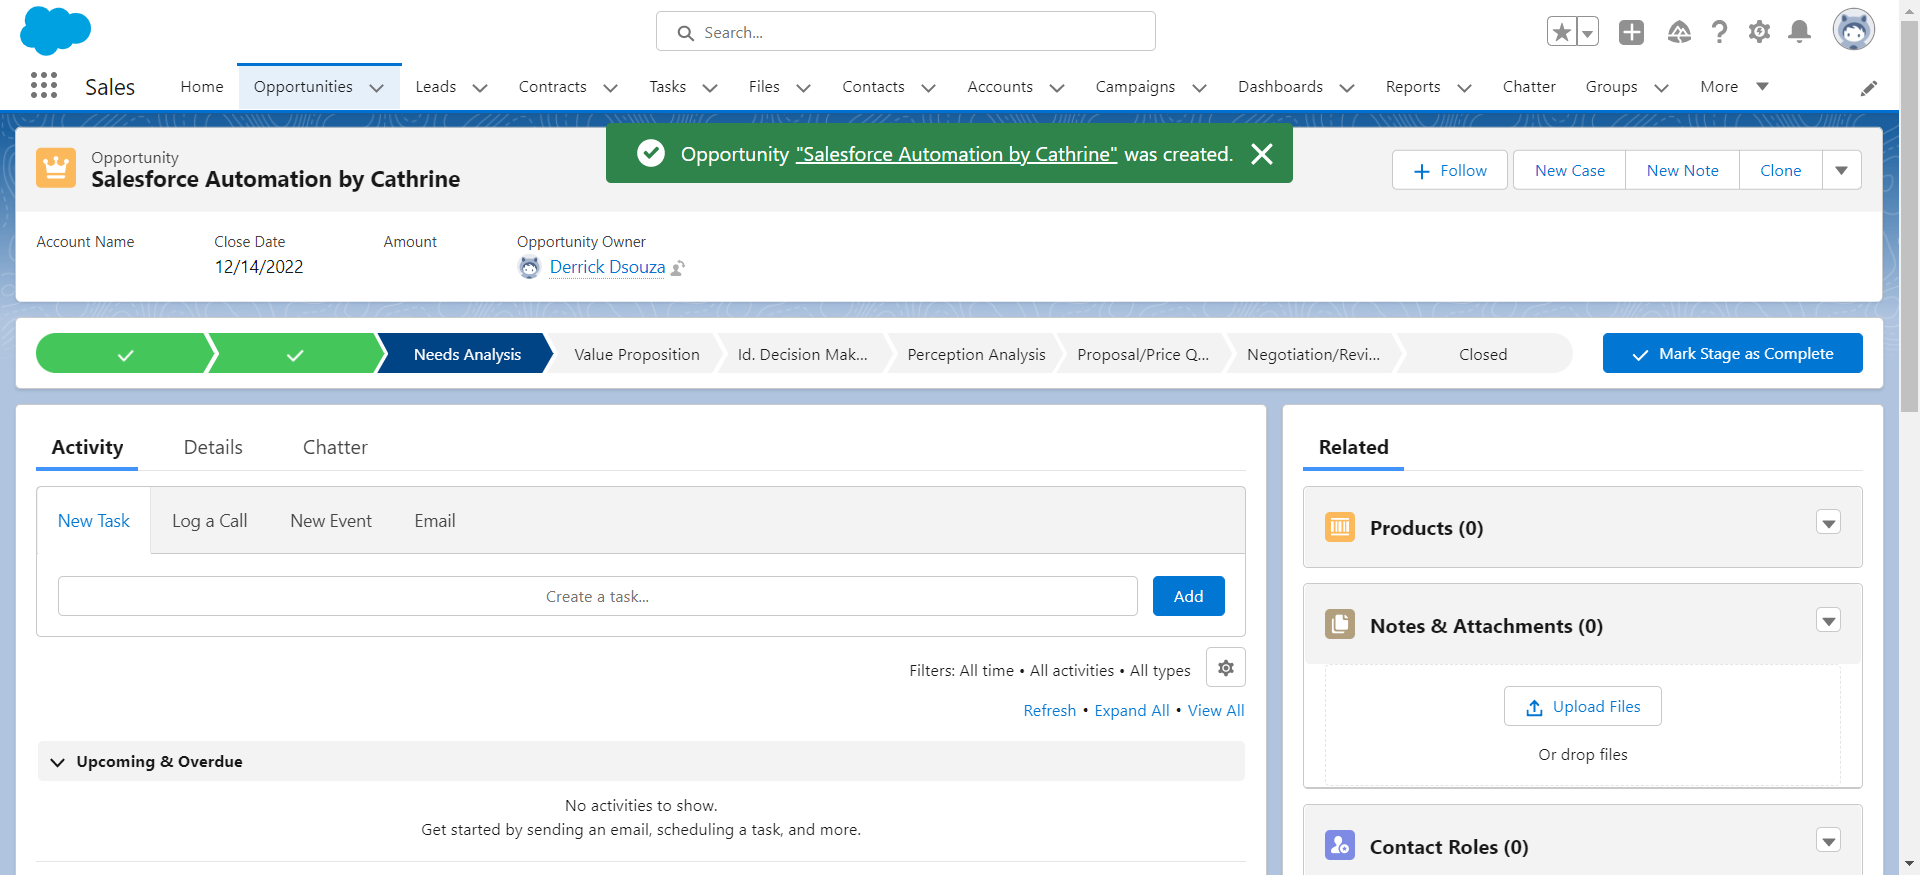 Search...
Sales
Home
Opportunities
Leads
Contracts
Tasks
Files
Contacts
Accounts
Campaigns
Dashboards
Reports
Chatter
Groups
More
Opportunity
Salesforce Automation by Cathrine
Opportunity "Salesforce Automation by Cathrine" was created.
Follow
New Case
New Note
Clone
Account Name
Close Date
12/14/2022
Amount
Opportunity Owner
Derrick Dsouza
Needs Analysis
Value Proposition
Id. Decision Mak...
Perception Analysis
Proposal/Price Q...
Negotiation/Revi...
Closed
Mark Stage as Complete
Activity
Details
Chatter
New Task
Log a Call
New Event
Email
Create a task...
Add
Filters: All time • All activities • All types
Refresh • Expand All • View All
Upcoming & Overdue
No activities to show.
Get started by sending an email, scheduling a task, and more.
Related
Products (0)
Notes & Attachments (0)
Upload Files
Or drop files
Contact Roles (0)